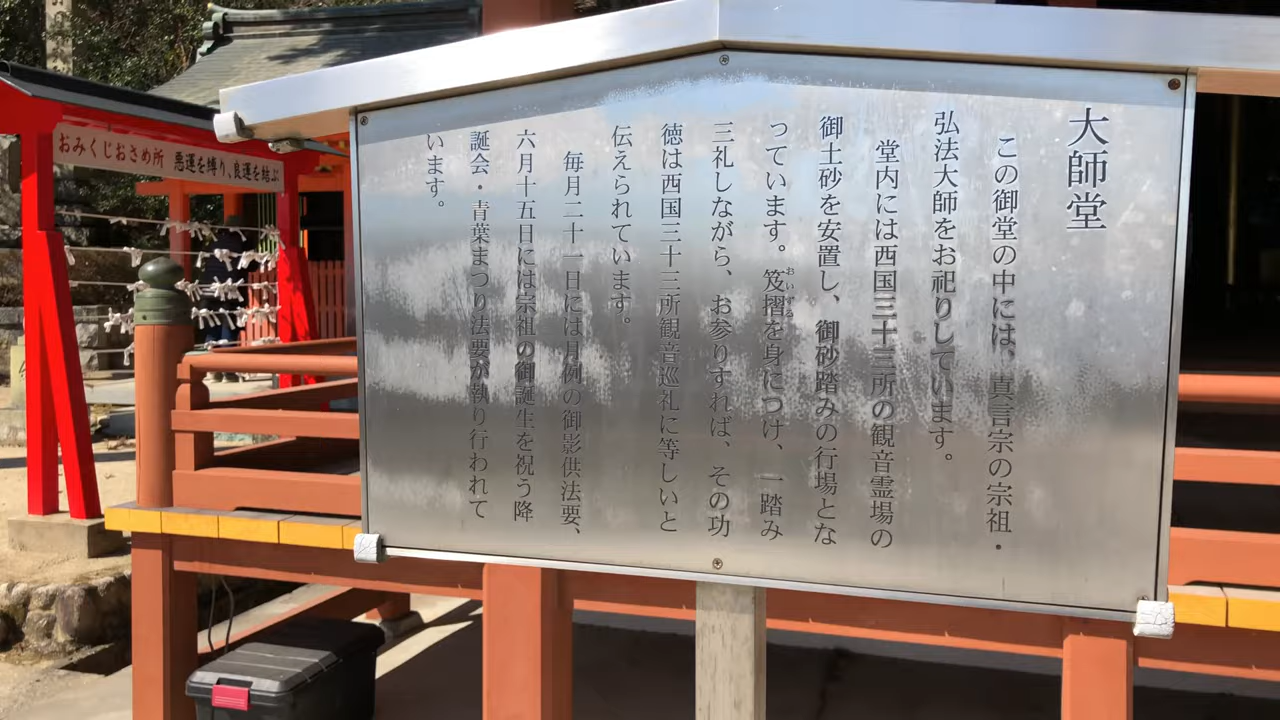 大師堂
この御堂の中には、真言宗の宗祖・
弘法大師をお祀りしています。
堂内には西国三十三所の観音霊場の
御土砂を安置し、御砂踏みの行場とな
っています。笈摺を身につけ、一踏み
おいずる
三礼しながら、お参りすれば、その功
徳は西国三十三所観音巡礼に等しいと
伝えられています。
毎月二十一日には月例の御影供法要、
六月十五日には宗祖の御誕生を祝う降
誕会・青葉まつり法要が執り行われて
います。
おみくじおさめ所 悪運を縛り、良運を結ぶ